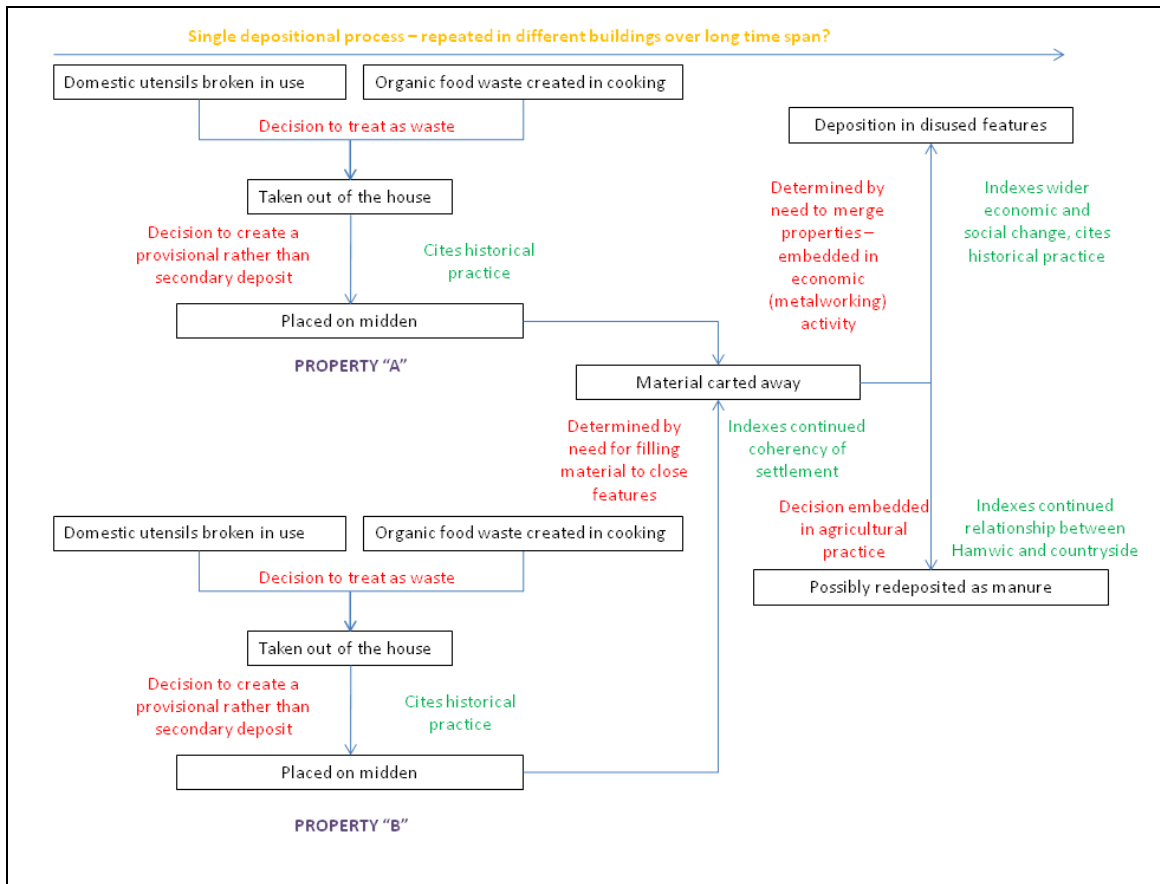 Single depositional process – repeated in different buildings over long time span?
Domestic utensils broken in use
Organic food waste created in cooking
Decision to treat as waste
Taken out of the house
Decision to create a
provisional rather than
secondary deposit
Cites historical
practice
Placed on midden
PROPERTY "A"
Deposition in disused features
Determined by
need to merge
properties –
embedded in
economic
(metalworking)
activity
Indexes wider
economic and
social change, cites
historical practice
Material carted away
Determined by
need for filling
material to close
features
Indexes continued
coherency of
settlement
Decision embedded
in agricultural
practice
Indexes continued
relationship between
Hamwic and countryside
Possibly redeposited as manure
Domestic utensils broken in use
Organic food waste created in cooking
Decision to treat as waste
Taken out of the house
Decision to create a
provisional rather than
secondary deposit
Cites historical
practice
Placed on midden
PROPERTY "B"